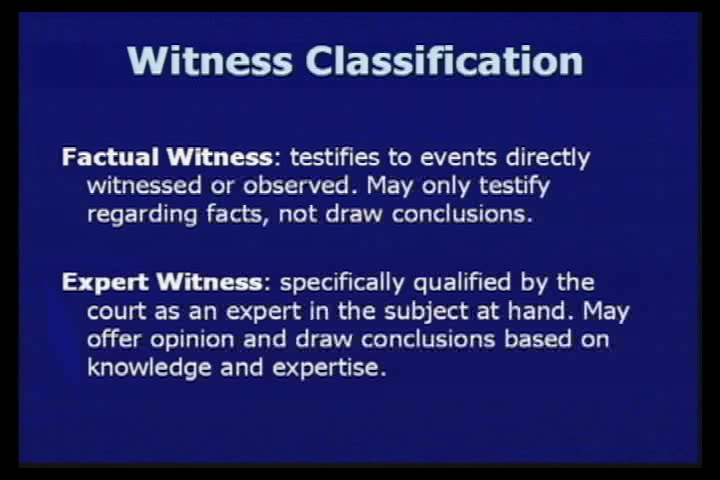 Witness Classification
Factual Witness: testifies to events directly
witnessed or observed. May only testify
regarding facts, not draw conclusions.
Expert Witness: specifically qualified by the
court as an expert in the subject at hand. May
offer opinion and draw conclusions based on
knowledge and expertise.